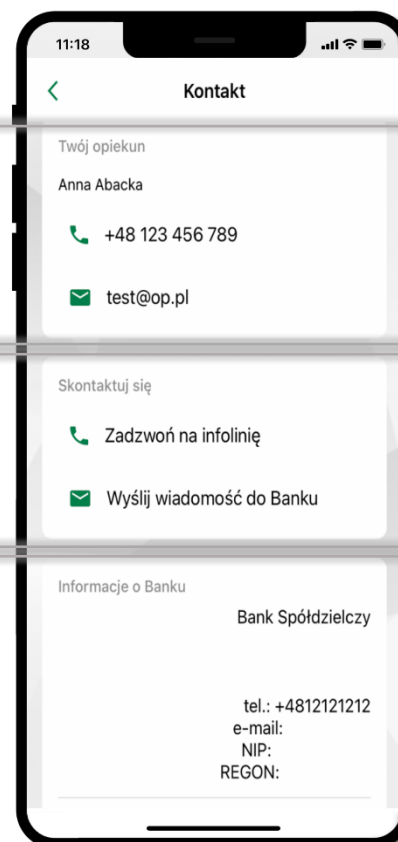 11:18
Kontakt
Twój opiekun
Anna Abacka
+48 123 456 789
test@op.pl
Skontaktuj się
Zadzwoń na infolinię
Wyślij wiadomość do Banku
Informacje o Banku
Bank Spółdzielczy
tel.: +4812121212
e-mail:
NIP:
REGON: